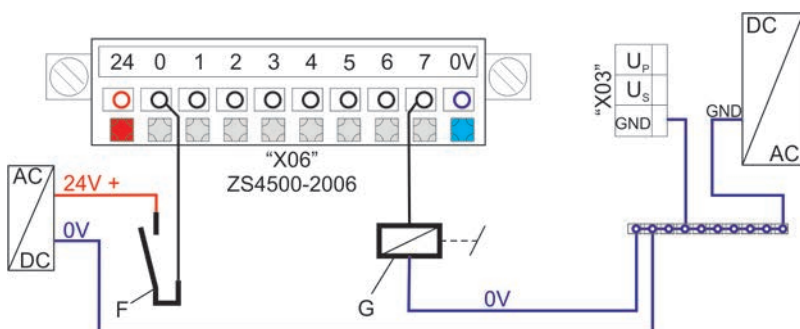 24 0 1 2 3 4 5 6 7 0V
"X06"
ZS4500-2006
AC
DC
24V +
0V
F
G
0V
"X03"
UP
US
GND
GND
DC
AC